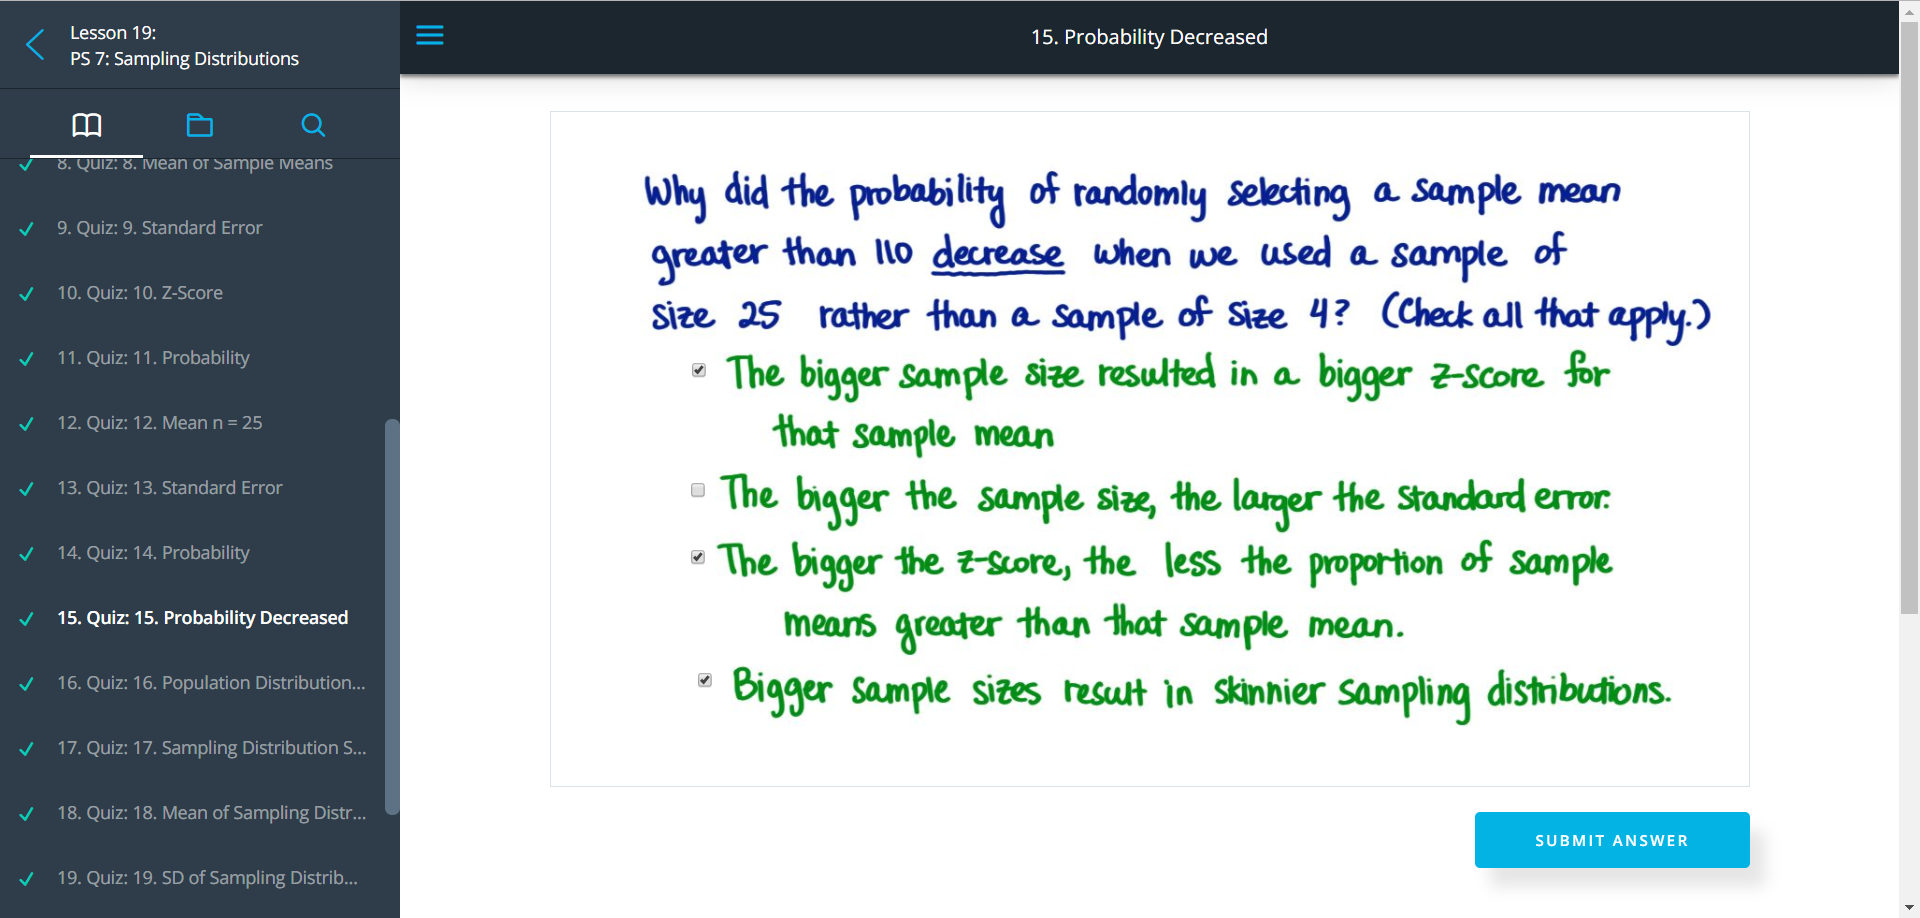 Lesson 19:
PS 7: Sampling Distributions
15. Probability Decreased
8. Quiz: 8. Mean of Sample Means
9. Quiz: 9. Standard Error
10. Quiz: 10. Z-Score
11. Quiz: 11. Probability
12. Quiz: 12. Mean n = 25
13. Quiz: 13. Standard Error
14. Quiz: 14. Probability
15. Quiz: 15. Probability Decreased
16. Quiz: 16. Population Distribution...
17. Quiz: 17. Sampling Distribution S...
18. Quiz: 18. Mean of Sampling Distr...
19. Quiz: 19. SD of Sampling Distrib...
Why did the probability of randomly selecting a sample mean
greater than 110 decrease when we used a sample of
size 25 rather than a sample of size 4? (Check all that apply.)
The bigger sample size resulted in a bigger z-score for
that sample mean
The bigger the sample size, the larger the standard error.
The bigger the z-score, the less the proportion of sample
means greater than that sample mean.
Bigger sample sizes result in skinnier sampling distributions.
SUBMIT ANSWER